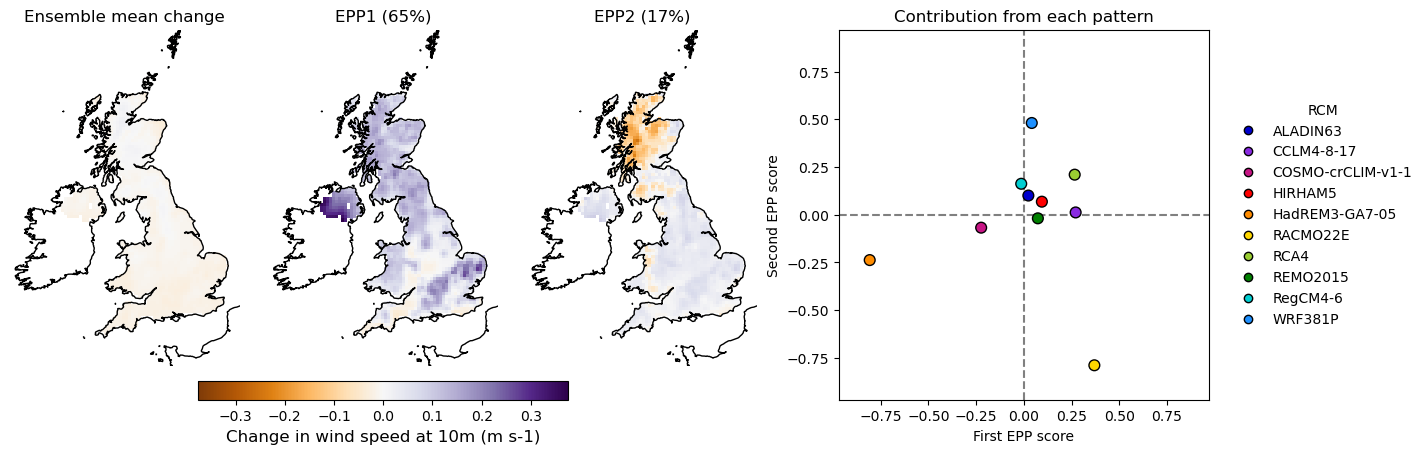 Ensemble mean change
EPP1 (65%)
EPP2 (17%)
Contribution from each pattern
−0.3 −0.2 −0.1 0.0 0.1 0.2 0.3
Change in wind speed at 10m (m s-1)
Second EPP score
0.75
0.50
0.25
0.00
−0.25
−0.50
−0.75
−0.75 −0.50 −0.25 0.00 0.25 0.50 0.75
First EPP score
RCM
ALADIN63
CCLM4-8-17
COSMO-crCLIM-v1-1
HIRHAM5
HadREM3-GA7-05
RACMO22E
RCA4
REMO2015
RegCM4-6
WRF381P